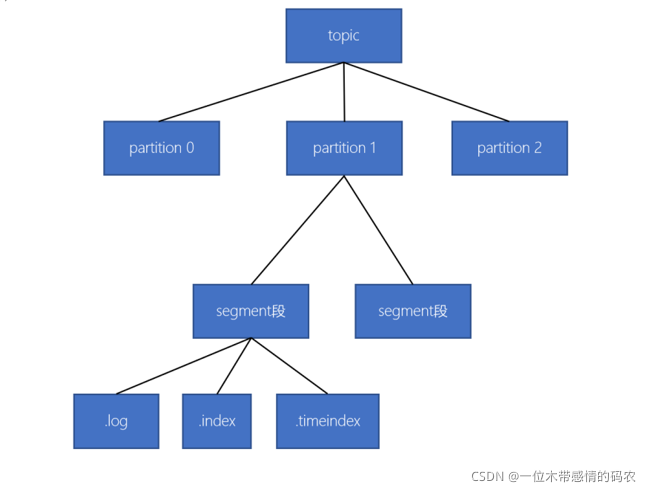 topic
partition 0
partition 1
partition 2
segment段
segment段
.log
.index
.timeindex
CSDN @一位木带感情的码农